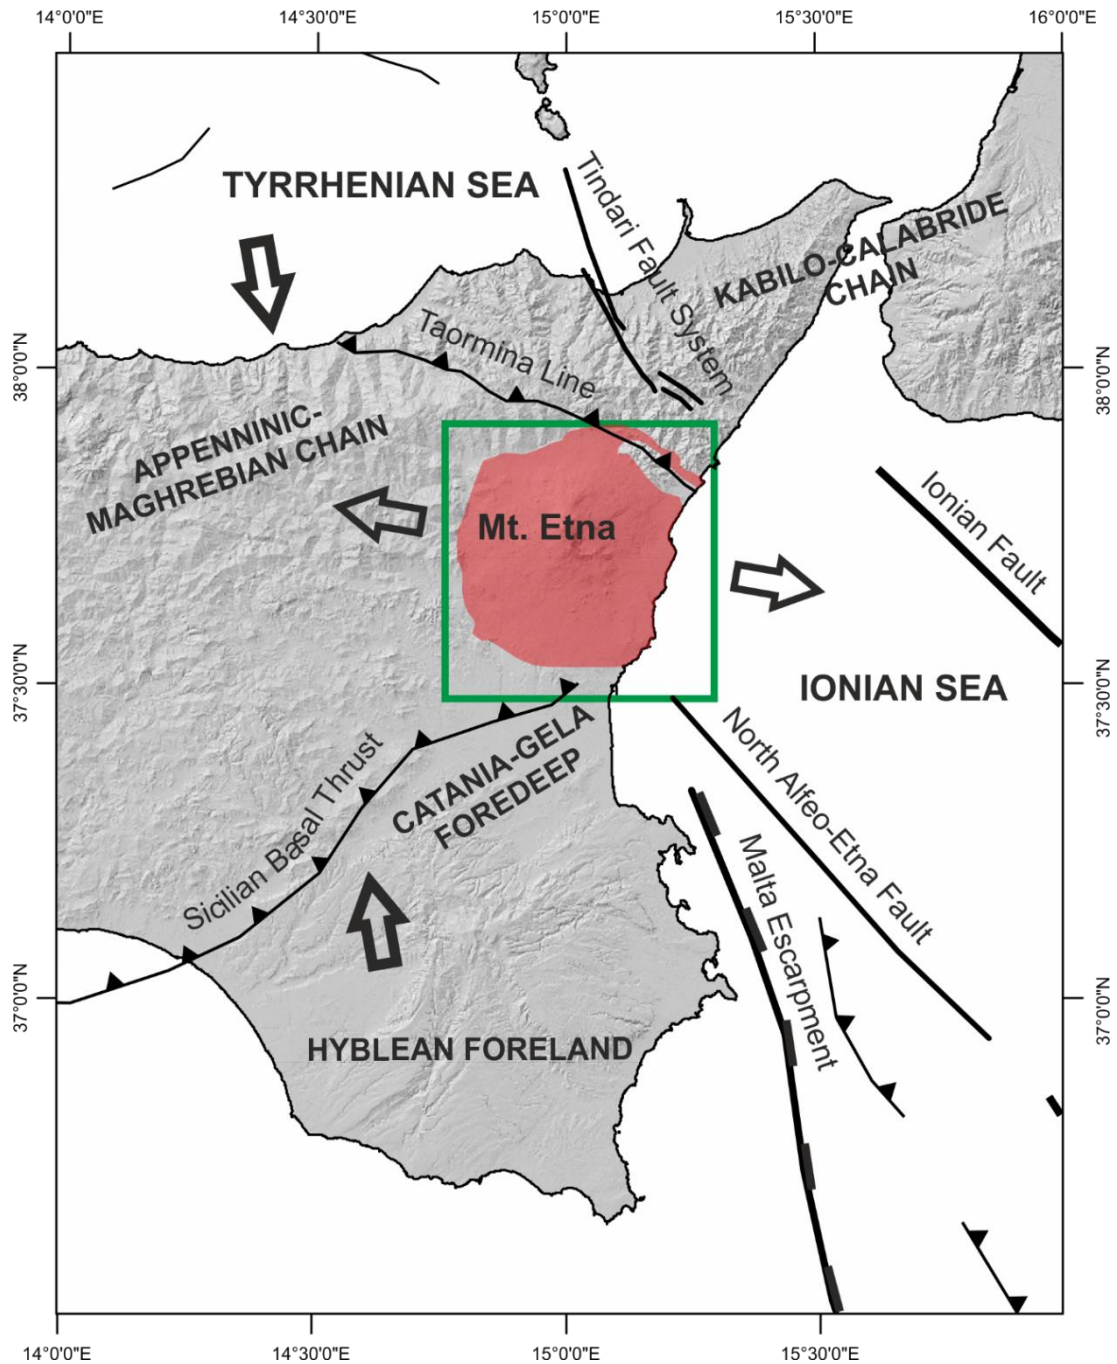 14°0'0"E 14°30'0"E 15°0'0"E 15°30'0"E 16°0'0"E
TYRRHENIAN SEA
Tindari Fault System
KABILO-CALABRIDE
CHAIN
Taormina Line
38°0'0"N
38°0'0"N
APPENNINIC-
MAGHREBIAN CHAIN
Mt. Etna
Ionian Fault
IONIAN SEA
37°30'0"N
37°30'0"N
North Alfeo-Etna Fault
CATANIA-GELA
FOREDEEP
Sicilian Basal Thrust
Malta Escarpment
37°0'0"N
37°0'0"N
HYBLEAN FORELAND
14°0'0"E 14°30'0"E 15°0'0"E 15°30'0"E